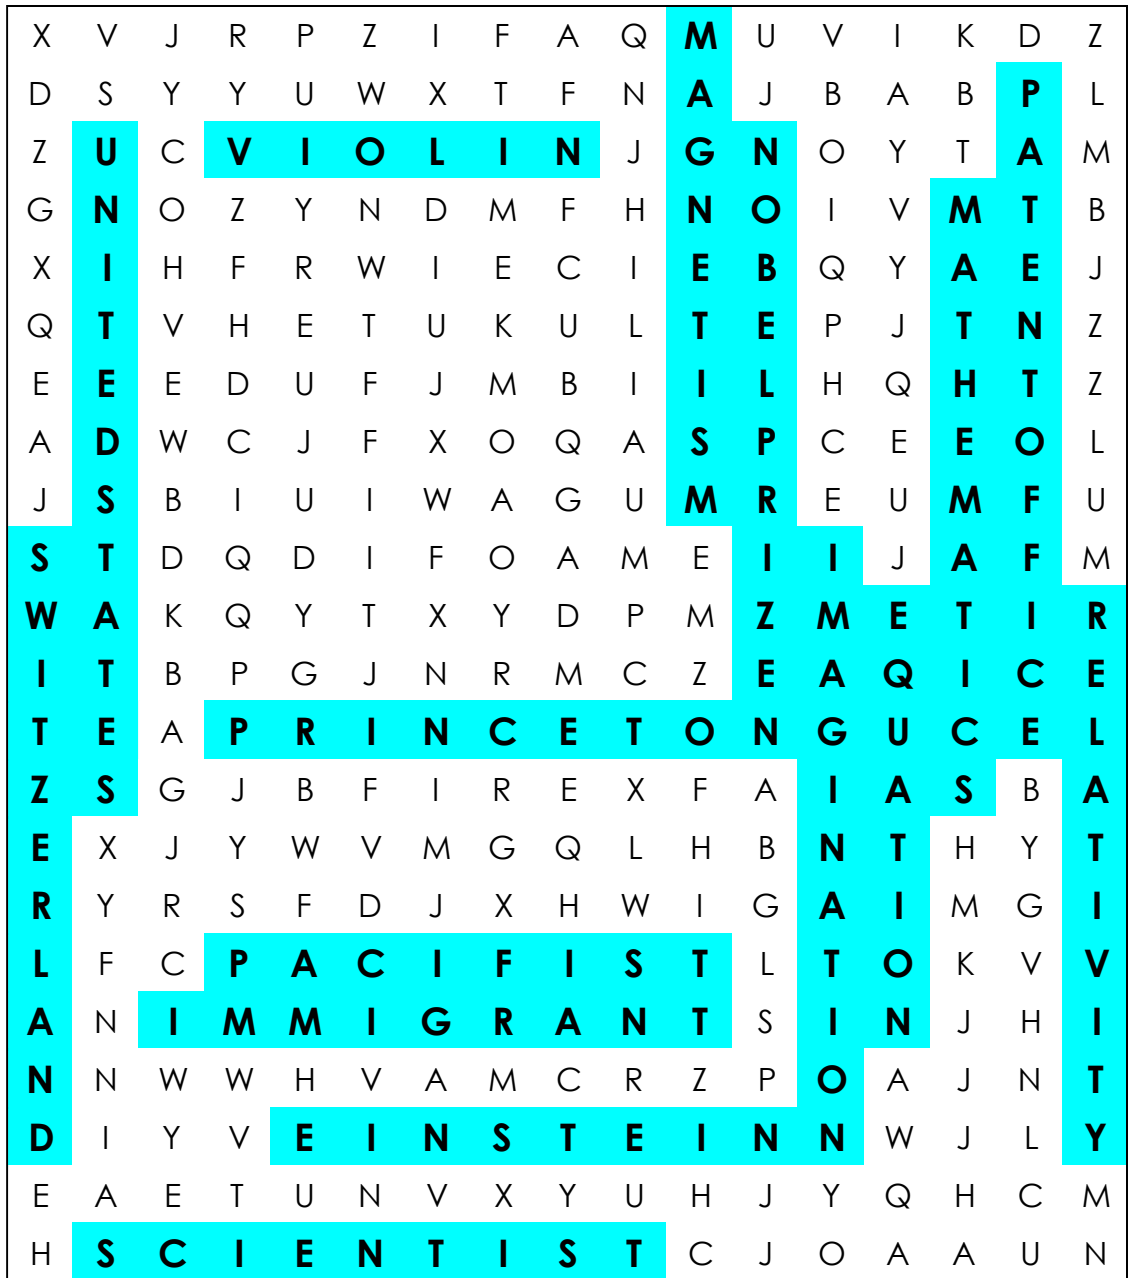 X V J R P Z I F A Q M U V I K D Z
D S Y Y U W X T F N A J B A B P L
Z U C V I O L I N J G N O Y T A M
G N O Z Y N D M F H N O I V M T B
X I H F R W I E C I E B Q Y A E J
Q T V H E T U K U L T E P J T N Z
E E E D U F J M B I I L H Q H T Z
A D W C J F X O Q A S P C E E O L
J S B I U I W A G U M R E U M F U
S T D Q D I F O A M E I I J A F M
W A K Q Y T X Y D P M Z M E T I R
I T B P G J N R M C Z E A Q I C E
T E A P R I N C E T O N G U C E L
Z S G J B F I R E X F A I A S B A
E X J Y W V M G Q L H B N T H Y T
R Y R S F D J X H W I G A I M G I
L F C P A C I F I S T L T O K V V
A N I M M I G R A N T S I N J H I
N N W W H V A M C R Z P O A J N T
D I Y V E I N S T E I N N W J L Y
E A E T U N V X Y U H J Y Q H C M
H S C I E N T I S T C J O A A U N